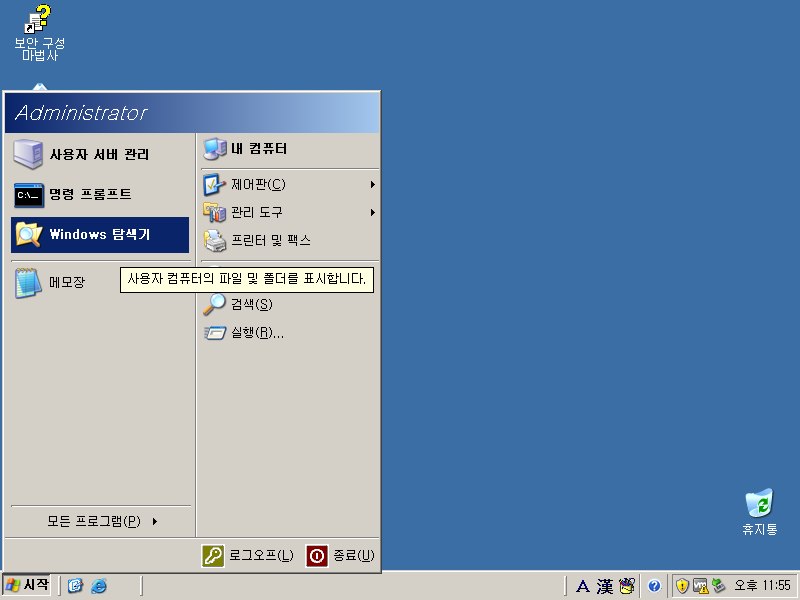 보안 구성
마법사
Administrator
사용자 서버 관리
내 컴퓨터
C:\_
명령 프롬프트
제어판(C)
관리 도구
Windows 탐색기
프린터 및 팩스
메모장
사용자 컴퓨터의 파일 및 폴더를 표시합니다.
검색(S)
실행(R)...
모든 프로그램(P)
로그오프(L)
종료(U)
휴지통
시작
A 漢
오후 11:55